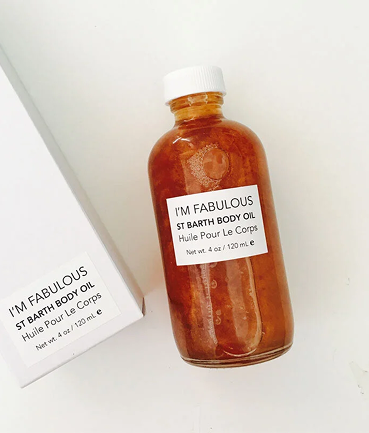 I'M FABULOUS
ST BARTH BODY OIL
Huile Pour Le Corps
Net wt. 4 oz / 120 mL e
I'M FABULOUS
ST BARTH BODY OIL
Huile Pour Le Corps
Net wt. 4 oz / 120 mL e